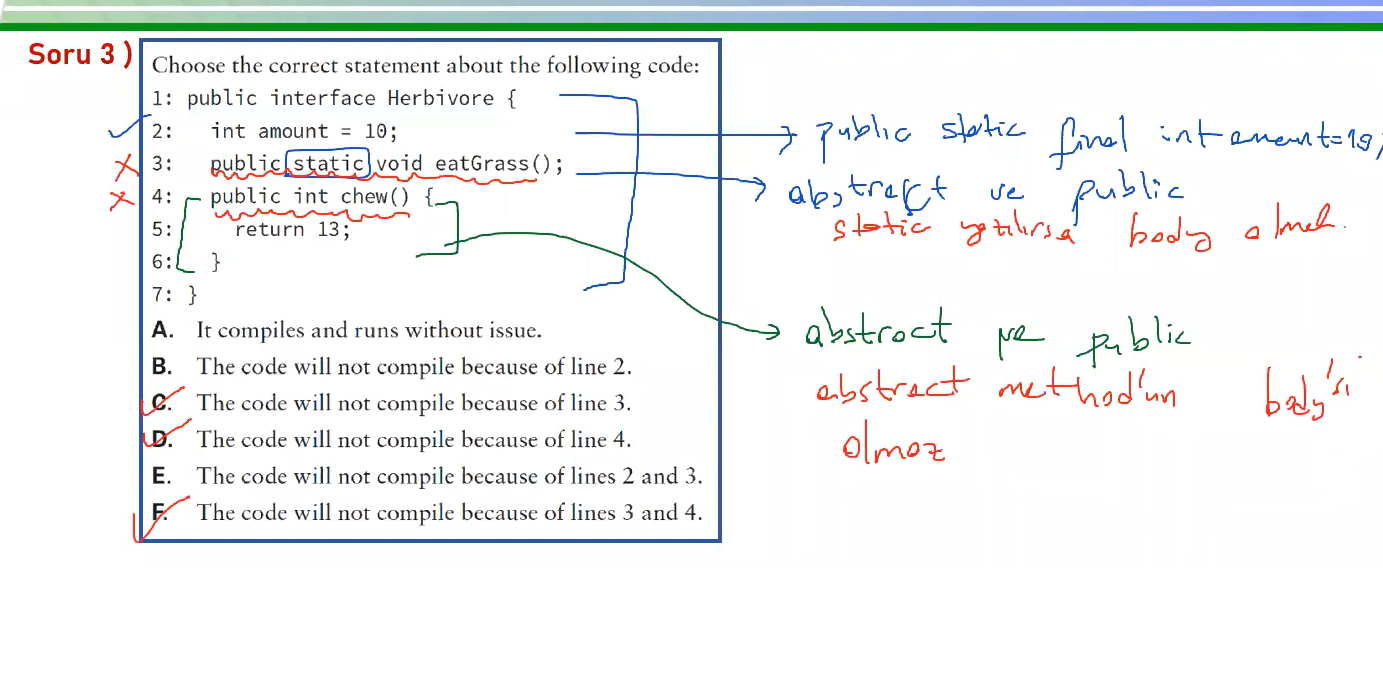 Soru 3 )
Choose the correct statement about the following code:
1: public interface Herbivore {
2: int amount = 10;
3: public static void eatGrass();
4: public int chew() {
5: return 13;
6: }
7: }
A. It compiles and runs without issue.
B. The code will not compile because of line 2.
C. The code will not compile because of line 3.
D. The code will not compile because of line 4.
E. The code will not compile because of lines 2 and 3.
F. The code will not compile because of lines 3 and 4.
public static final int
abstract ve public
static body
abstract ve public
abstract method'un body'si
olmaz